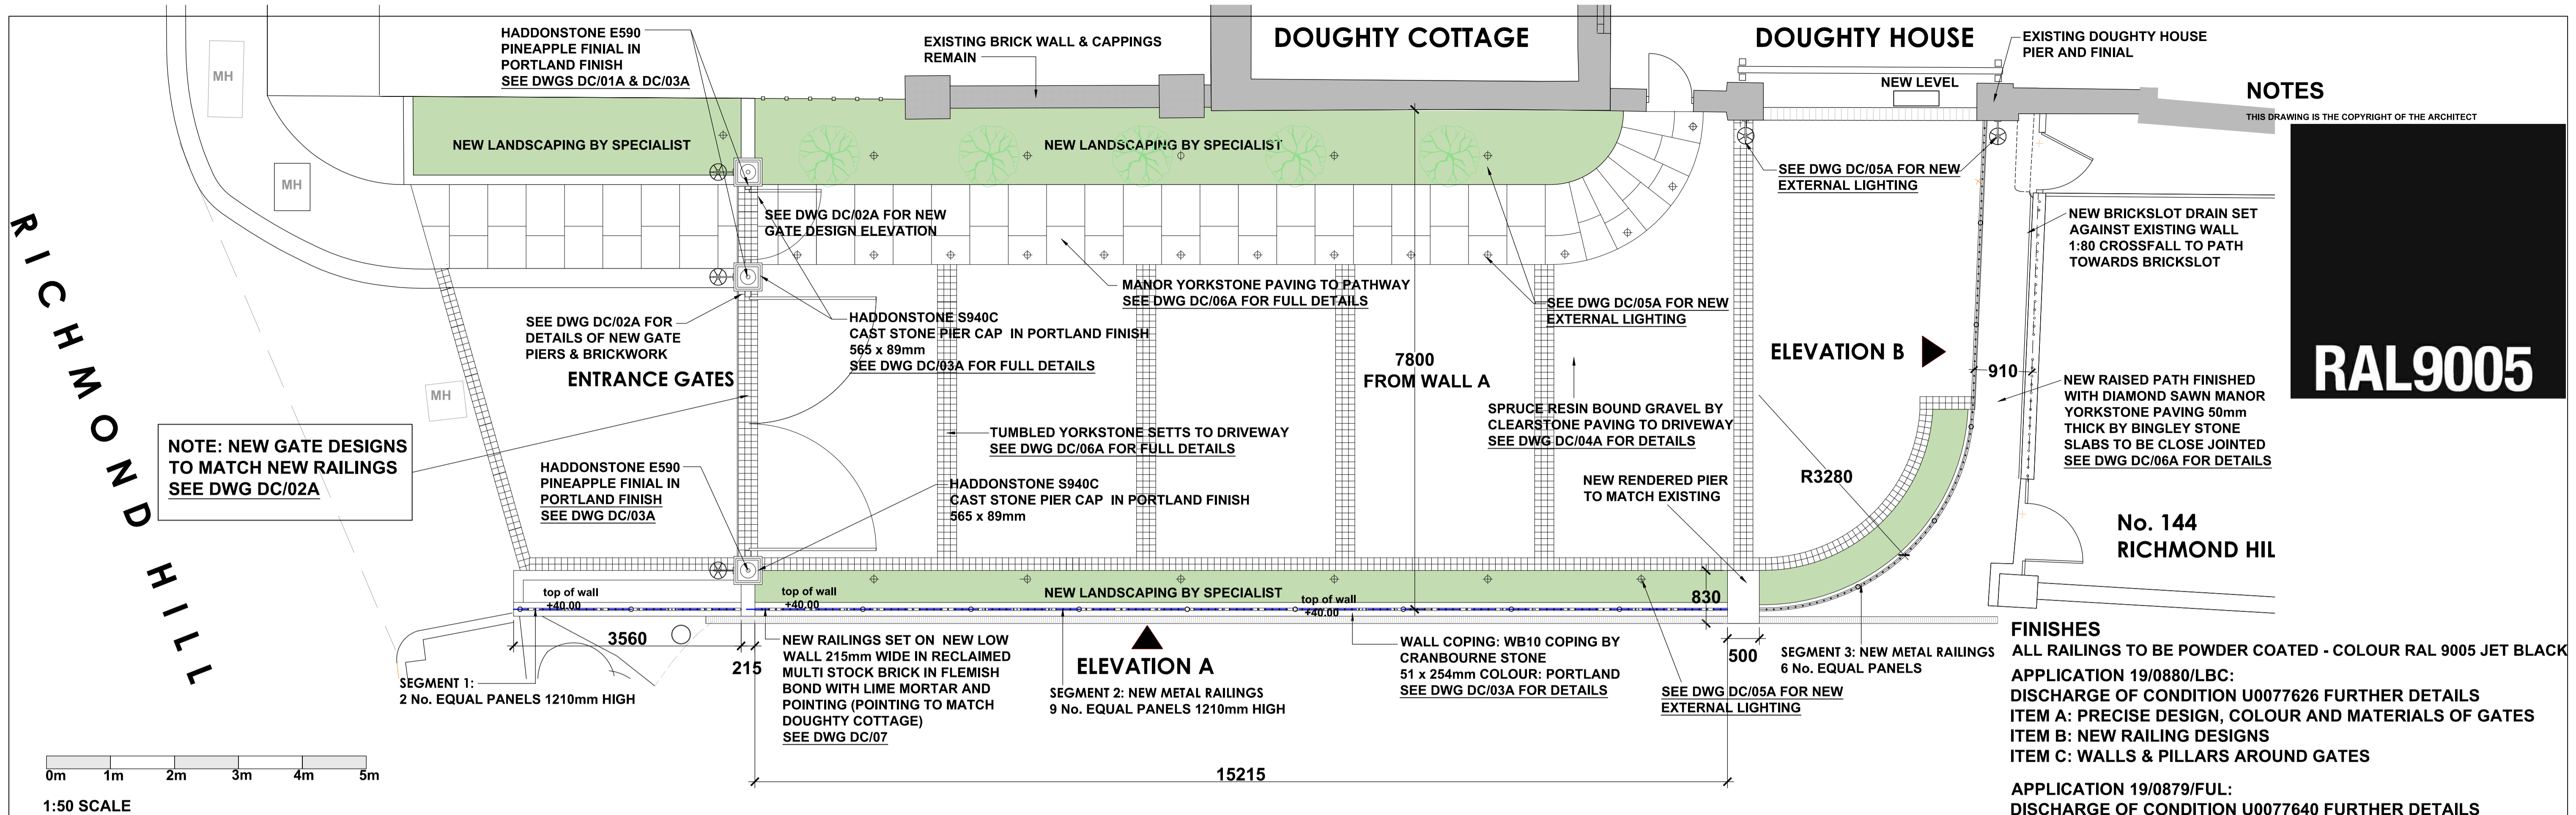 HADDONSTONE E590
PINEAPPLE FINIAL IN
PORTLAND FINISH
SEE DWGS DC/01A & DC/03A
EXISTING BRICK WALL & CAPPINGS
REMAIN
DOUGHTY COTTAGE
DOUGHTY HOUSE
EXISTING DOUGHTY HOUSE
PIER AND FINIAL
NEW LEVEL
NOTES
THIS DRAWING IS THE COPYRIGHT OF THE ARCHITECT
MH
MH
MH
NEW LANDSCAPING BY SPECIALIST
NEW LANDSCAPING BY SPECIALIST
SEE DWG DC/05A FOR NEW
EXTERNAL LIGHTING
RICHMOND HILL
SEE DWG DC/02A FOR NEW
GATE DESIGN ELEVATION
NEW BRICKSLOT DRAIN SET
AGAINST EXISTING WALL
1:80 CROSSFALL TO PATH
TOWARDS BRICKSLOT
MANOR YORKSTONE PAVING TO PATHWAY
SEE DWG DC/06A FOR FULL DETAILS
SEE DWG DC/05A FOR NEW
EXTERNAL LIGHTING
SEE DWG DC/02A FOR
DETAILS OF NEW GATE
PIERS & BRICKWORK
HADDONSTONE S940C
CAST STONE PIER CAP IN PORTLAND FINISH
565 x 89mm
SEE DWG DC/03A FOR FULL DETAILS
ENTRANCE GATES
7800
FROM WALL A
ELEVATION B
910
RAL9005
NEW RAISED PATH FINISHED
WITH DIAMOND SAWN MANOR
YORKSTONE PAVING 50mm
THICK BY BINGLEY STONE
SLABS TO BE CLOSE JOINTED
SEE DWG DC/06A FOR DETAILS
SPRUCE RESIN BOUND GRAVEL BY
CLEARSTONE PAVING TO DRIVEWAY
SEE DWG DC/04A FOR DETAILS
TUMBLED YORKSTONE SETTS TO DRIVEWAY
SEE DWG DC/06A FOR FULL DETAILS
NOTE: NEW GATE DESIGNS
TO MATCH NEW RAILINGS
SEE DWG DC/02A
HADDONSTONE E590
PINEAPPLE FINIAL IN
PORTLAND FINISH
SEE DWG DC/03A
HADDONSTONE S940C
CAST STONE PIER CAP IN PORTLAND FINISH
565 x 89mm
NEW RENDERED PIER
TO MATCH EXISTING
R3280
No. 144
RICHMOND HIL
top of wall
+40.00
top of wall
+40.00
NEW LANDSCAPING BY SPECIALIST
top of wall
+40.00
830
3560
215
500
SEGMENT 1:
2 No. EQUAL PANELS 1210mm HIGH
NEW RAILINGS SET ON NEW LOW
WALL 215mm WIDE IN RECLAIMED
MULTI STOCK BRICK IN FLEMISH
BOND WITH LIME MORTAR AND
POINTING (POINTING TO MATCH
DOUGHTY COTTAGE)
SEE DWG DC/07
ELEVATION A
SEGMENT 2: NEW METAL RAILINGS
9 No. EQUAL PANELS 1210mm HIGH
WALL COPING: WB10 COPING BY
CRANBOURNE STONE
51 x 254mm COLOUR: PORTLAND
SEE DWG DC/03A FOR DETAILS
SEE DWG DC/05A FOR NEW
EXTERNAL LIGHTING
SEGMENT 3: NEW METAL RAILINGS
6 No. EQUAL PANELS
FINISHES
ALL RAILINGS TO BE POWDER COATED - COLOUR RAL 9005 JET BLACK
APPLICATION 19/0880/LBC:
DISCHARGE OF CONDITION U0077626 FURTHER DETAILS
ITEM A: PRECISE DESIGN, COLOUR AND MATERIALS OF GATES
ITEM B: NEW RAILING DESIGNS
ITEM C: WALLS & PILLARS AROUND GATES
APPLICATION 19/0879/FUL:
DISCHARGE OF CONDITION U0077640 FURTHER DETAILS
15215
0m 1m 2m 3m 4m 5m
1:50 SCALE